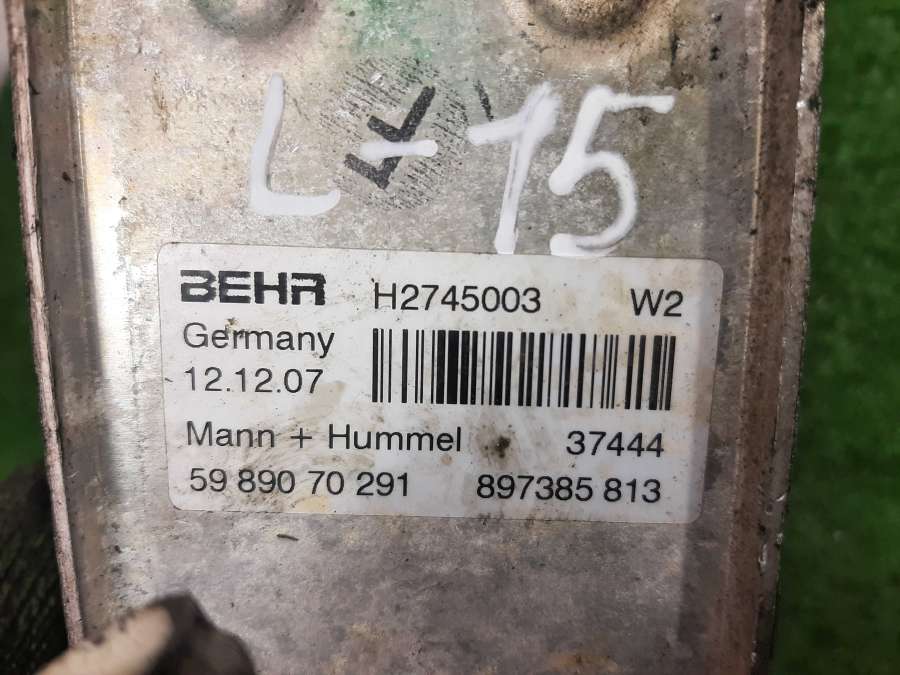 L-15
BEHR H2745003 W2
Germany
12.12.07
Mann + Hummel 37444
59 890 70 291 897385 813